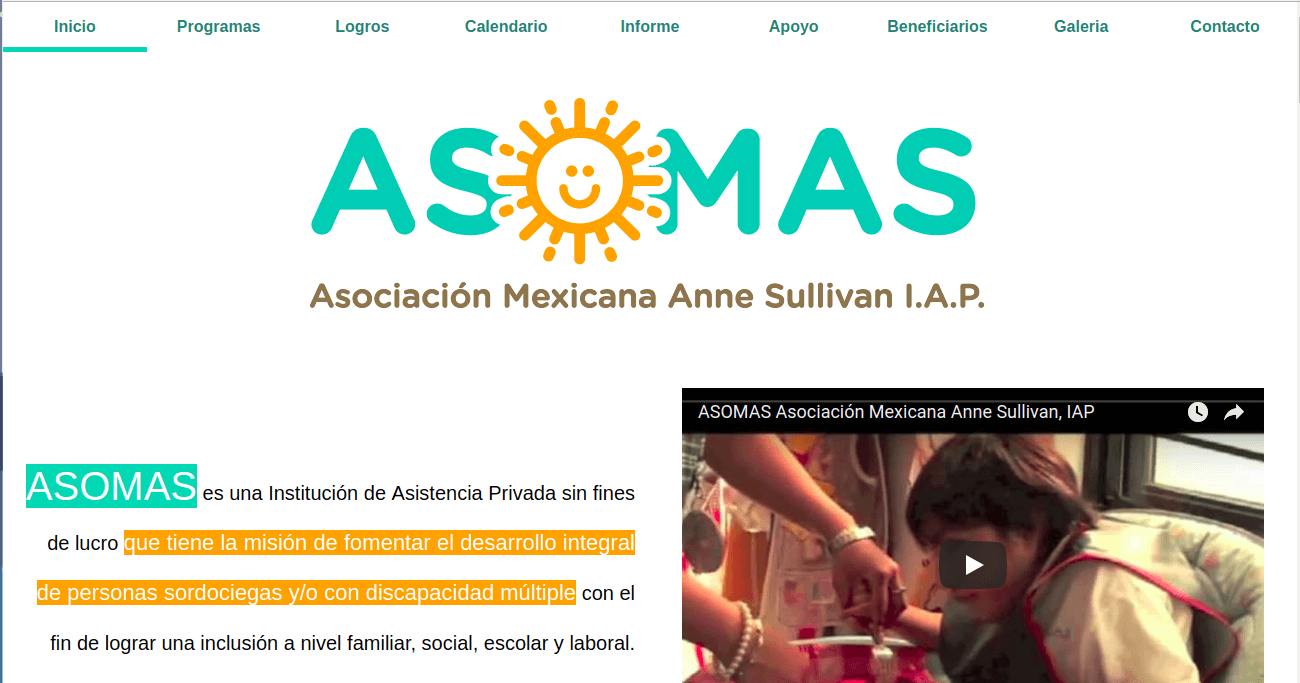 Inicio Programas Logros Calendario Informe Apoyo Beneficiarios Galeria Contacto
ASOMAS
Asociación Mexicana Anne Sullivan I.A.P.
ASOMAS Asociación Mexicana Anne Sullivan, IAP
ASOMAS es una Institución de Asistencia Privada sin fines
de lucro que tiene la misión de fomentar el desarrollo integral
de personas sordociegas y/o con discapacidad múltiple con el
fin de lograr una inclusión a nivel familiar, social, escolar y laboral.